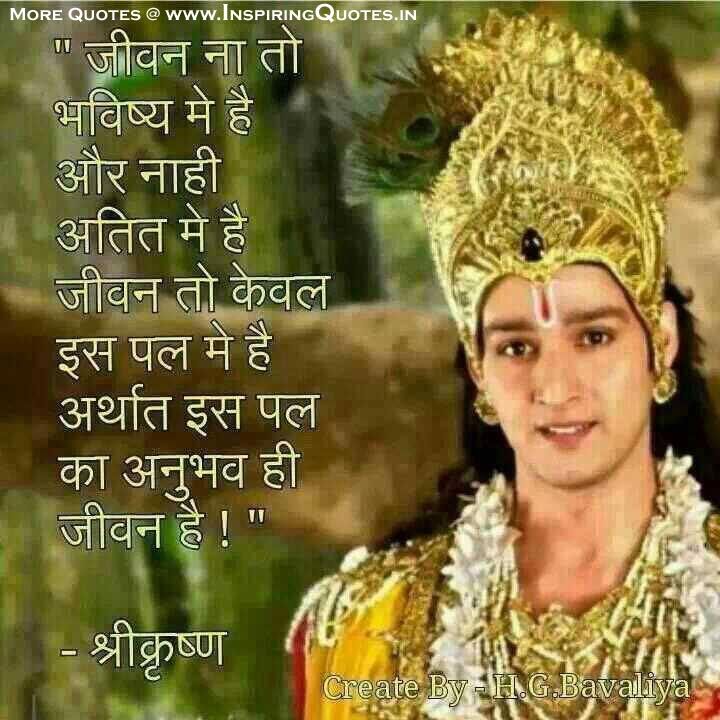 More Quotes @ www.InspiringQuotes.in
" जीवन ना तो
भविष्य मे है
और नाही
अतित मे है
जीवन तो केवल
इस पल मे है
अर्थात इस पल
का अनुभव ही
जीवन है ! "
- श्रीक्रृष्ण
Create By - H.G.Bavaliya